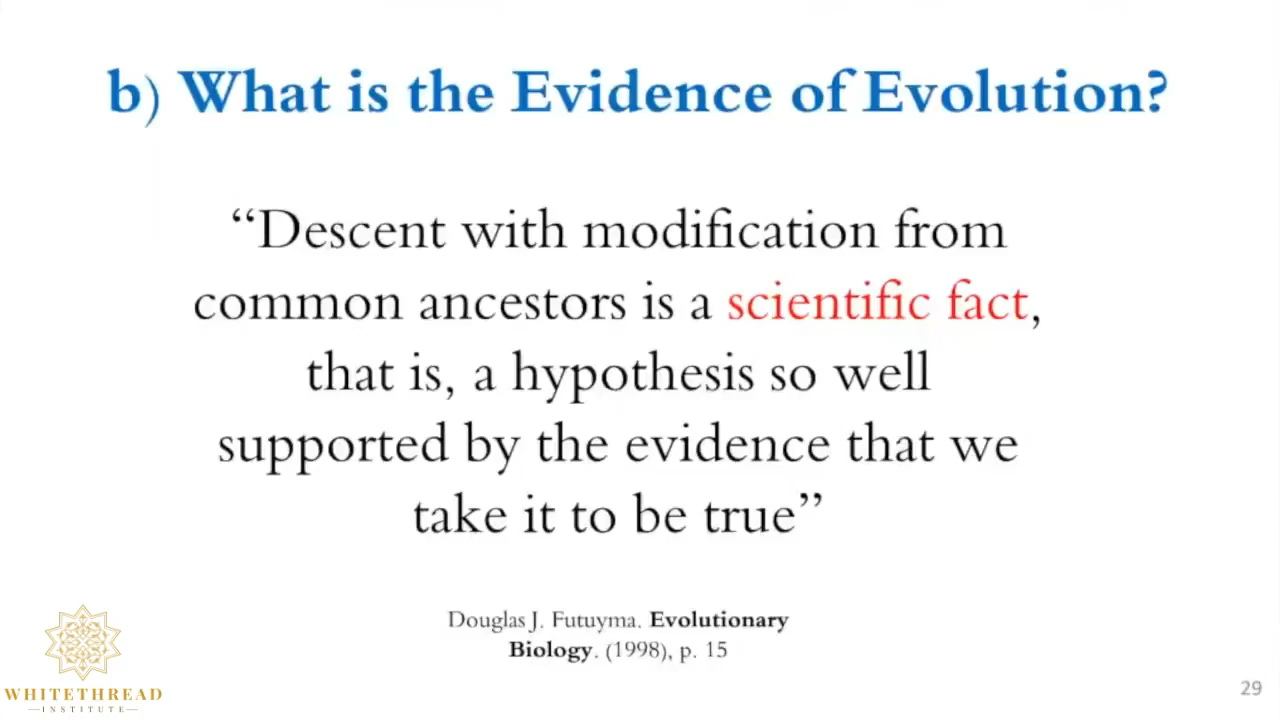 b) What is the Evidence of Evolution?
“Descent with modification from
common ancestors is a scientific fact,
that is, a hypothesis so well
supported by the evidence that we
take it to be true”
Douglas J. Futuyma. Evolutionary
Biology. (1998), p. 15
WHITETHREAD
—INSTITUTE—
29